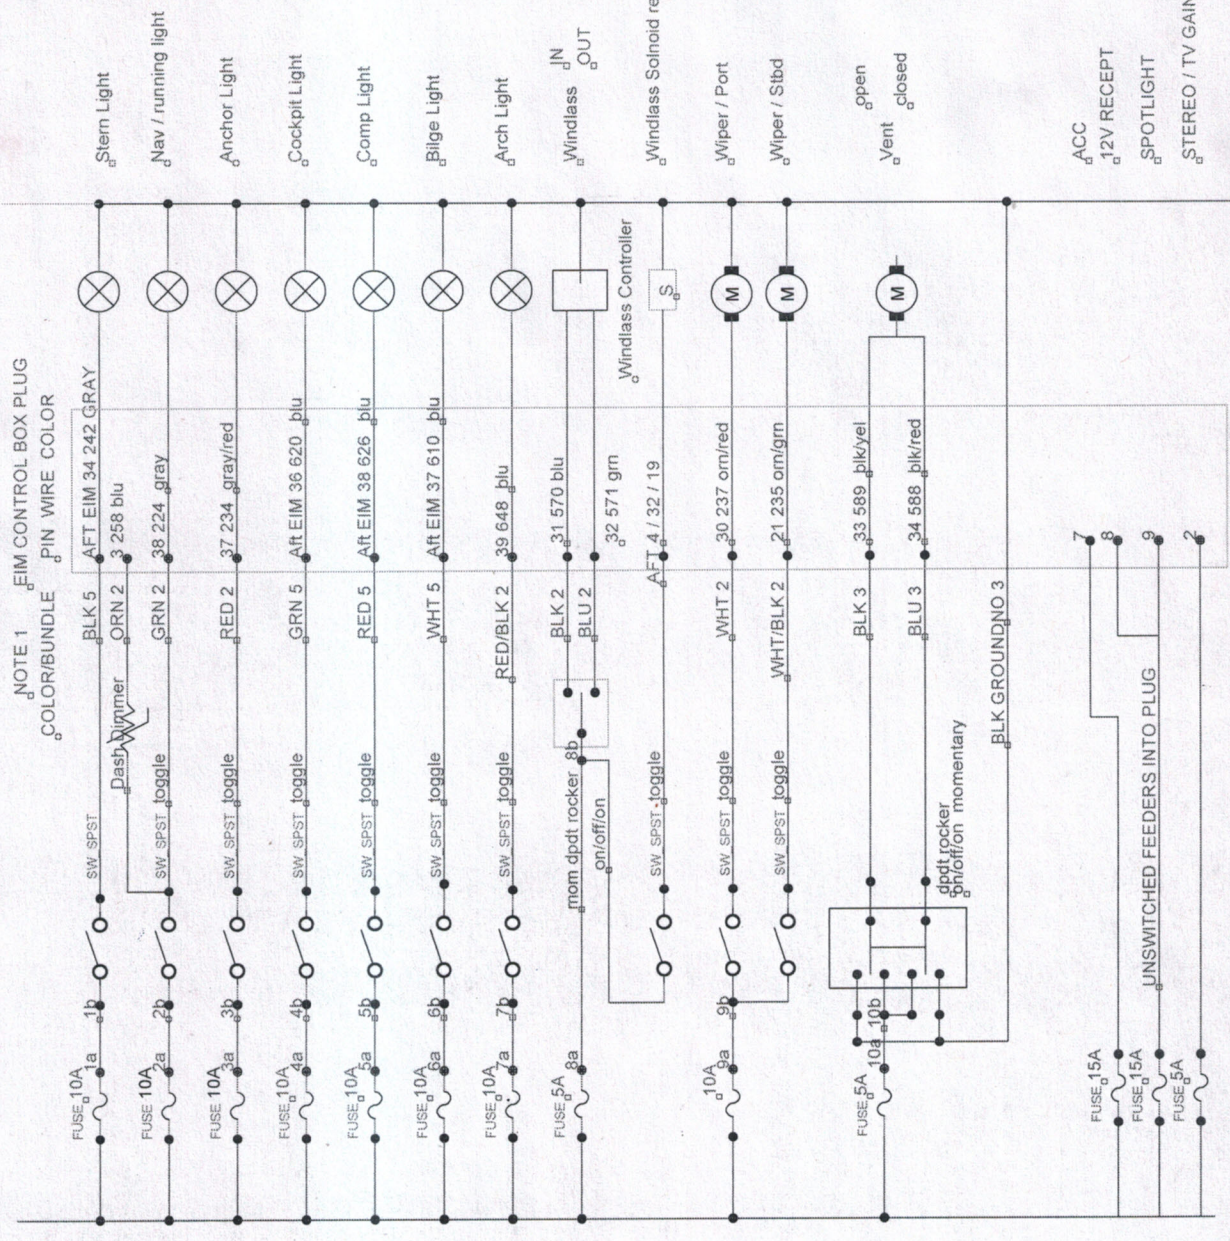 NOTE 1 EIM CONTROL BOX PLUG
COLOR/BUNDLE PIN WIRE COLOR
FUSE 10A 1a 1b SW SPST BLK 5 AFT EIM 34 242 GRAY Stern Light
Dash Dimmer ORN 2 3 258 blu
FUSE 10A 2a 2b SW SPST toggle GRN 2 38 224 gray Nav / running light
FUSE 10A 3a 3b SW SPST toggle RED 2 37 234 gray/red Anchor Light
FUSE 10A 4a 4b SW SPST toggle GRN 5 Aft EIM 36 620 blu Cockpit Light
FUSE 10A 5a 5b SW SPST toggle RED 5 Aft EIM 38 626 blu Comp Light
FUSE 10A 6a 6b SW SPST toggle WHT 5 Aft EIM 37 610 blu Bilge Light
FUSE 10A 7a 7b SW SPST toggle RED/BLK 2 39 648 blu Arch Light
FUSE 5A 8a mom dpdt rocker 8b BLK 2 31 570 blu Windlass IN
on/off/on BLU 2 32 571 grn OUT
Windlass Controller
SW SPST toggle AFT 4 / 32 / 19 S Windlass Solnoid re
10A 9a 9b SW SPST toggle WHT 2 30 237 orn/red M Wiper / Port
SW SPST toggle WHT/BLK 2 21 235 orn/grn M Wiper / Stbd
FUSE 5A 10a 10b BLK 3 33 589 blk/yel M Vent open
BLU 3 34 588 blk/red closed
dpdt rocker
on/off/on momentary
BLK GROUNDNO 3
7 ACC
FUSE 15A 8 12V RECEPT
UNSWITCHED FEEDERS INTO PLUG
FUSE 15A 9 SPOTLIGHT
FUSE 5A 2 STEREO / TV GAIN